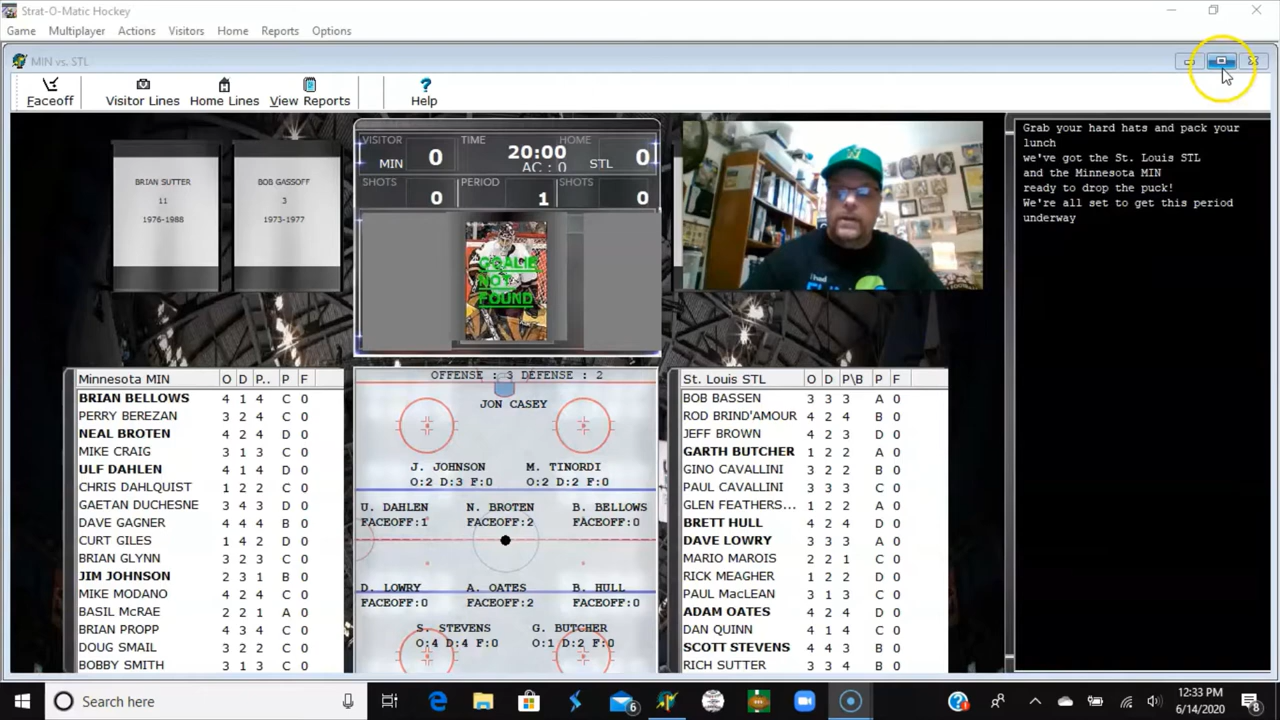 Strat-O-Matic Hockey
Game Multiplayer Actions Visitors Home Reports Options
MIN vs. STL
Faceoff Visitor Lines Home Lines View Reports Help
BRIAN SUTTER
11
1976-1988
BOB GASSOFF
3
1973-1977
VISITOR TIME HOME
MIN 0 20:00 STL 0
AC : 0
SHOTS PERIOD SHOTS
0 1 0
GOALIE
NOT
FOUND
Grab your hard hats and pack your
lunch
we've got the St. Louis STL
and the Minnesota MIN
ready to drop the puck!
We're all set to get this period
underway
Minnesota MIN O D P.. P F
BRIAN BELLOWS 4 1 4 C 0
PERRY BEREZAN 3 2 4 C 0
NEAL BROTEN 4 2 4 D 0
MIKE CRAIG 3 1 3 C 0
ULF DAHLEN 4 1 4 D 0
CHRIS DAHLQUIST 1 2 2 C 0
GAETAN DUCHESNE 3 4 3 D 0
DAVE GAGNER 4 4 4 B 0
CURT GILES 1 4 2 D 0
BRIAN GLYNN 3 2 3 C 0
JIM JOHNSON 2 3 1 B 0
MIKE MODANO 4 2 4 C 0
BASIL McRAE 2 2 1 A 0
BRIAN PROPP 4 3 4 C 0
DOUG SMAIL 3 2 4 C 0
BOBBY SMITH 3 1 3 C 0
OFFENSE : 3 DEFENSE : 2
JON CASEY
J. JOHNSON M. TINORDI
O:2 D:3 F:0 O:2 D:2 F:0
U. DAHLEN N. BROTEN B. BELLOWS
FACEOFF:1 FACEOFF:2 FACEOFF:0
D. LOWRY A. OATES B. HULL
FACEOFF:0 FACEOFF:2 FACEOFF:0
S. STEVENS G. BUTCHER
O:4 D:4 F:0 O:1 D:2 F:0
St. Louis STL O D P\B P F
BOB BASSEN 3 3 3 A 0
ROD BRIND'AMOUR 4 2 4 B 0
JEFF BROWN 4 2 3 D 0
GARTH BUTCHER 1 2 2 A 0
GINO CAVALLINI 3 2 2 B 0
PAUL CAVALLINI 3 3 3 C 0
GLEN FEATHERS... 1 2 2 A 0
BRETT HULL 4 2 4 D 0
DAVE LOWRY 3 3 3 A 0
MARIO MAROIS 2 2 1 C 0
RICK MEAGHER 1 2 2 D 0
PAUL MacLEAN 3 1 3 C 0
ADAM OATES 4 2 4 D 0
DAN QUINN 4 1 4 C 0
SCOTT STEVENS 4 4 3 B 0
RICH SUTTER 3 3 4 B 0
Search here
6
12:33 PM
6/14/2020
8